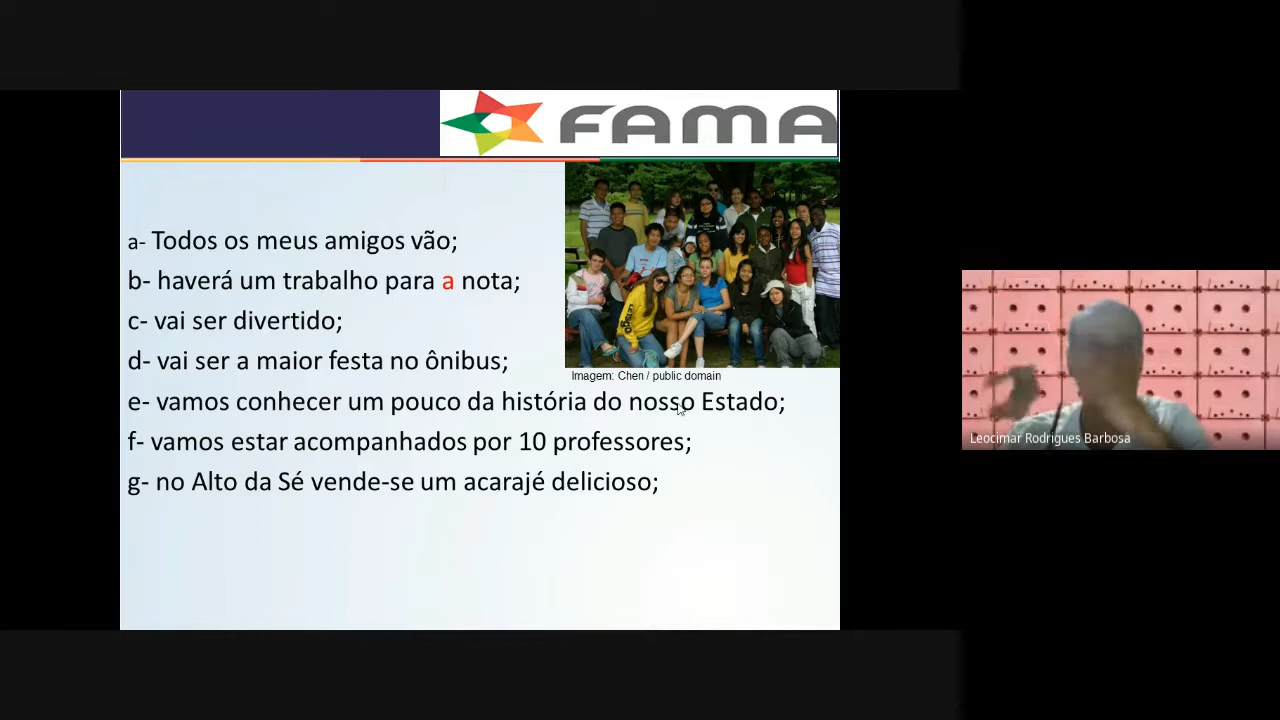 FAMA
a- Todos os meus amigos vão;
b- haverá um trabalho para a nota;
c- vai ser divertido;
d- vai ser a maior festa no ônibus;
Imagem: Chen / public domain
e- vamos conhecer um pouco da história do nosso Estado;
f- vamos estar acompanhados por 10 professores;
g- no Alto da Sé vende-se um acarajé delicioso;
Leocimar Rodrigues Barbosa